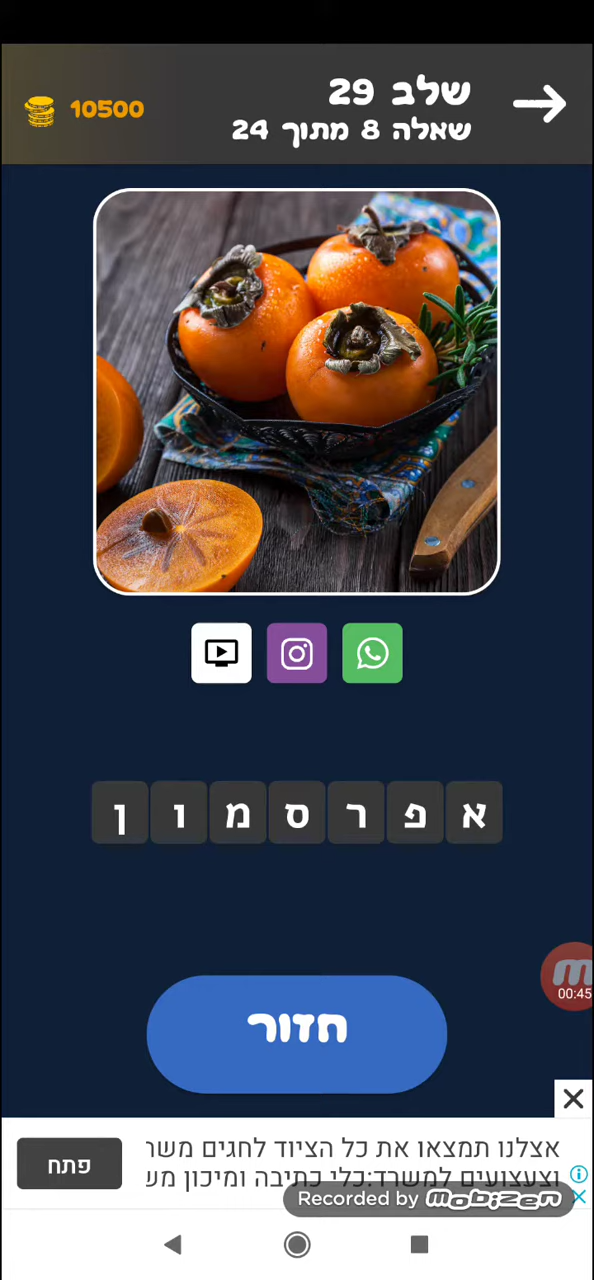 שלב 29
10500
שאלה 8 מתוך 24
אפרסמון
00:45
חזור
אצלנו תמצאו את כל הציוד לחגים משר
וצעצועים למשרד:כלי כתיבה ומיכון מע
פתח
Recorded by mobizen